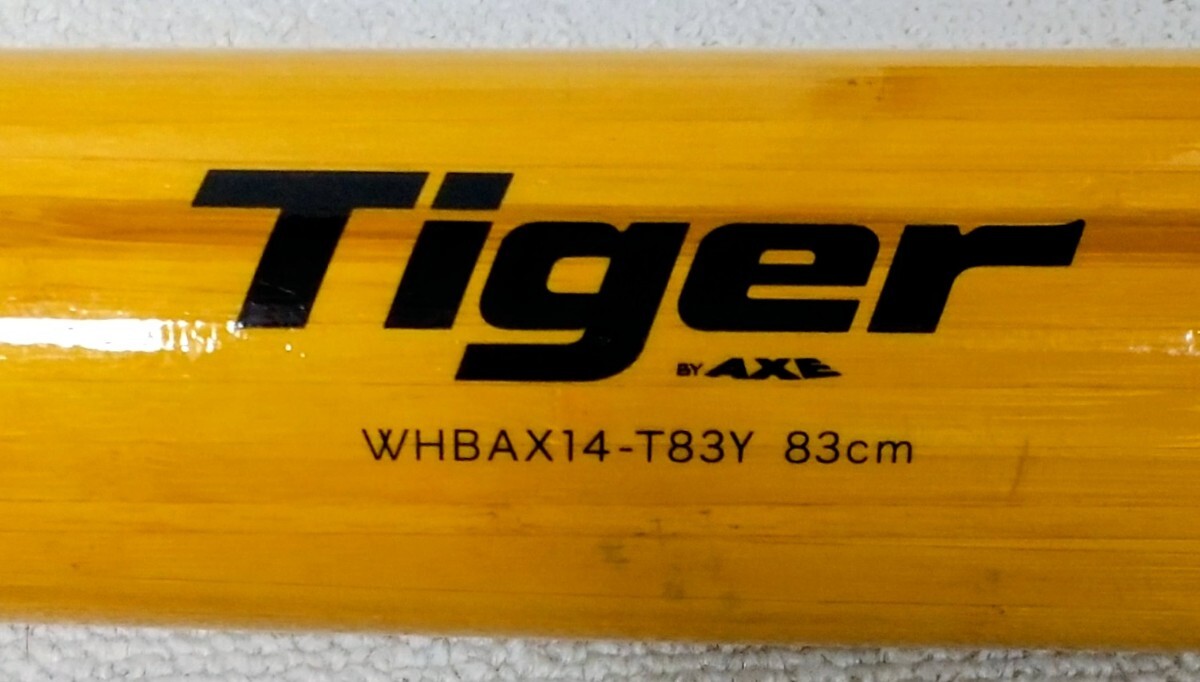 Tiger
BY AXE
WHBAX14-T83Y 83cm